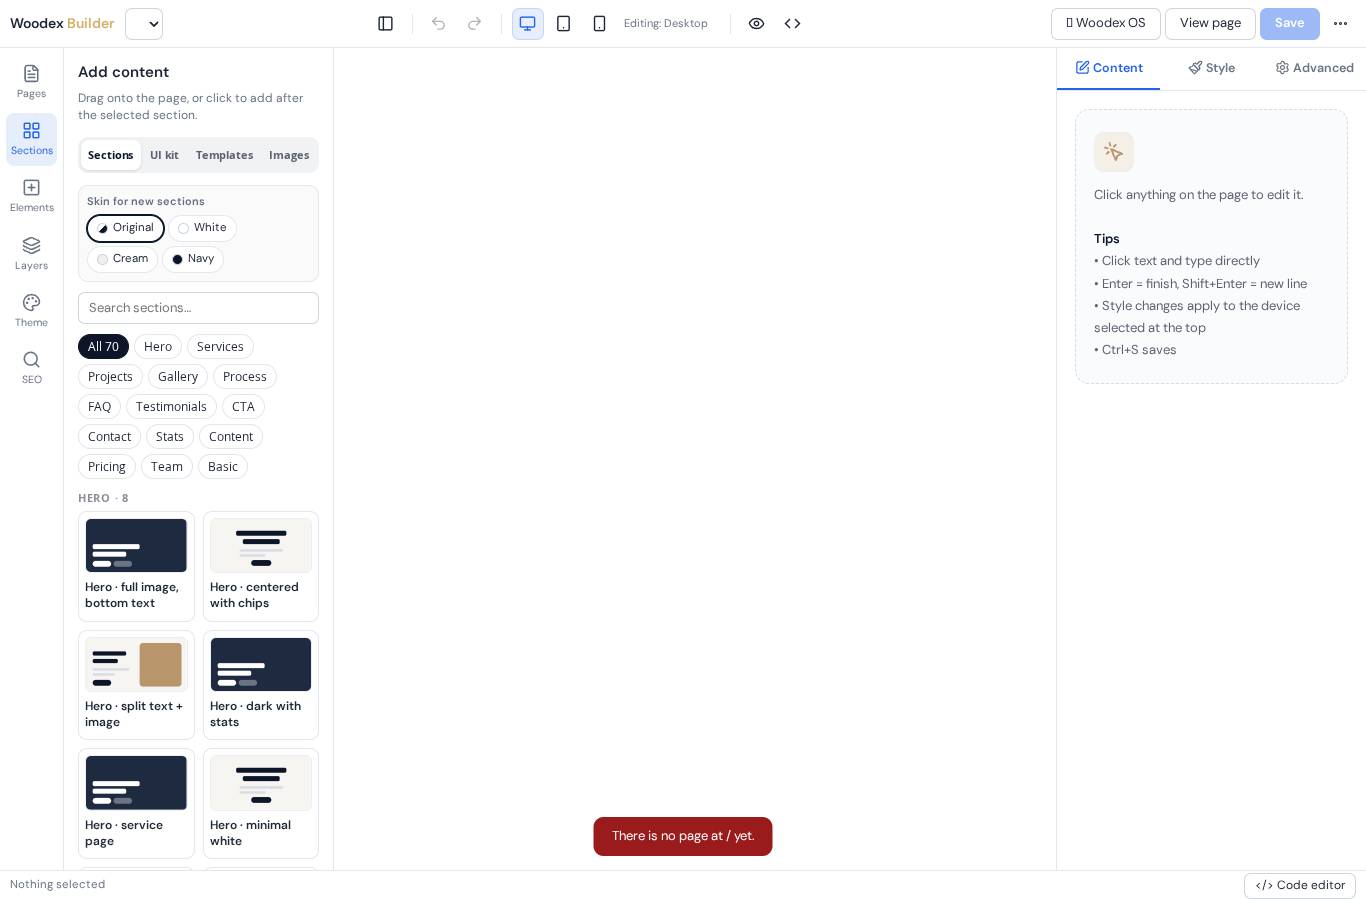 Woodex Builder
Editing: Desktop
Woodex OS
View page
Save
Pages
Sections
Elements
Layers
Theme
SEO
Add content
Drag onto the page, or click to add after
the selected section.
Sections
UI kit
Templates
Images
Skin for new sections
Original
White
Cream
Navy
Search sections...
All 70
Hero
Services
Projects
Gallery
Process
FAQ
Testimonials
CTA
Contact
Stats
Content
Pricing
Team
Basic
HERO · 8
Hero · full image,
bottom text
Hero · centered
with chips
Hero · split text +
image
Hero · dark with
stats
Hero · service
page
Hero · minimal
white
There is no page at / yet.
Content
Style
Advanced
Click anything on the page to edit it.
Tips
• Click text and type directly
• Enter = finish, Shift+Enter = new line
• Style changes apply to the device
selected at the top
• Ctrl+S saves
Nothing selected
</> Code editor